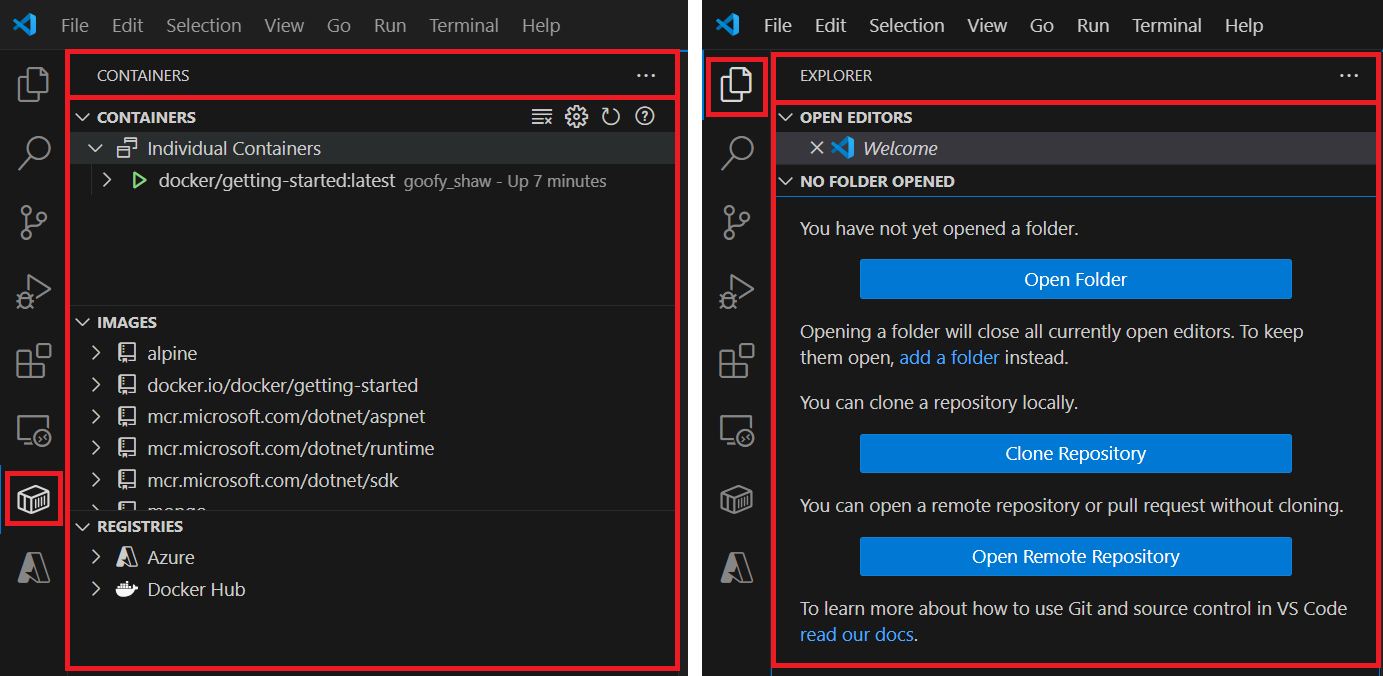 File Edit Selection View Go Run Terminal Help
CONTAINERS
CONTAINERS
Individual Containers
docker/getting-started:latest goofy_shaw - Up 7 minutes
IMAGES
alpine
docker.io/docker/getting-started
mcr.microsoft.com/dotnet/aspnet
mcr.microsoft.com/dotnet/runtime
mcr.microsoft.com/dotnet/sdk
REGISTRIES
Azure
Docker Hub
File Edit Selection View Go Run Terminal Help
EXPLORER
OPEN EDITORS
Welcome
NO FOLDER OPENED
You have not yet opened a folder.
Open Folder
Opening a folder will close all currently open editors. To keep
them open, add a folder instead.
You can clone a repository locally.
Clone Repository
You can open a remote repository or pull request without cloning.
Open Remote Repository
To learn more about how to use Git and source control in VS Code
read our docs.